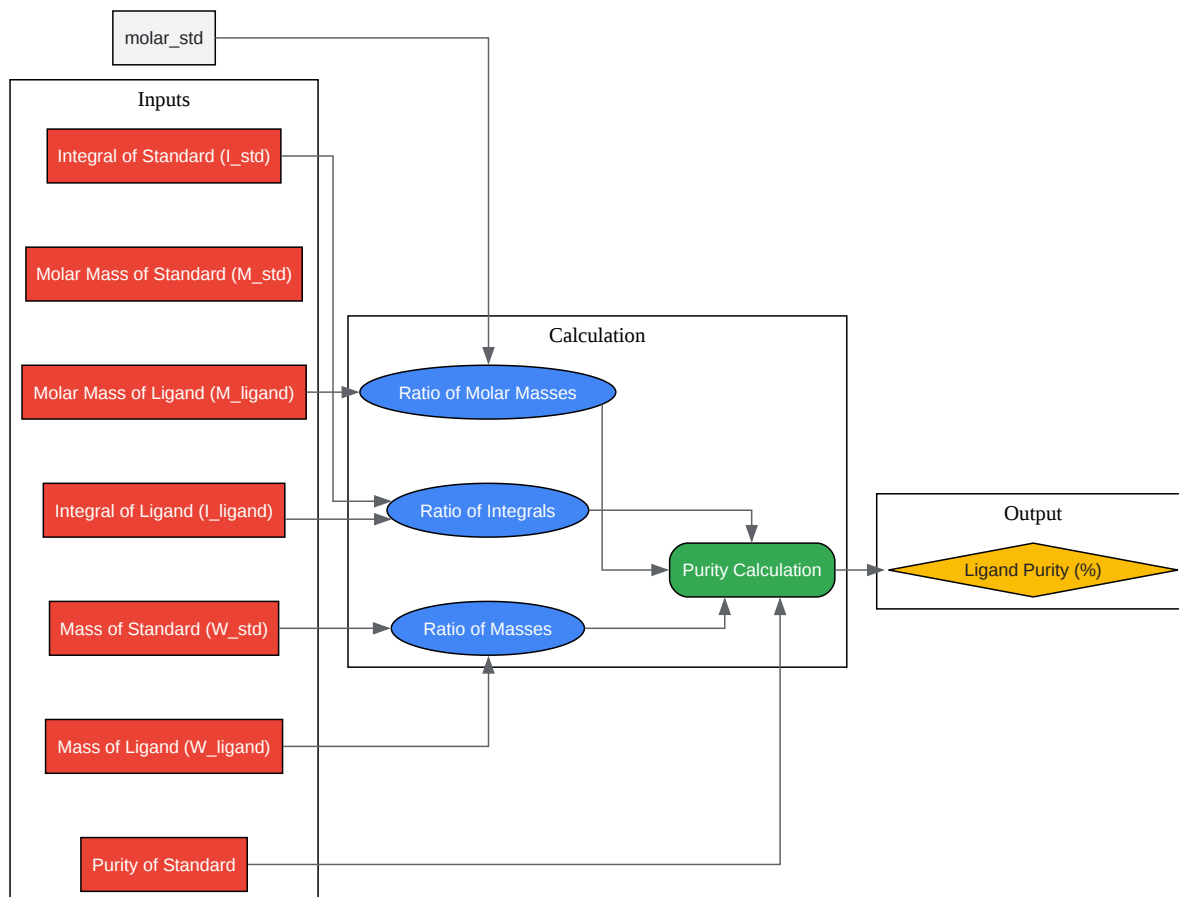 molar_std
Inputs
Integral of Standard (I_std)
Molar Mass of Standard (M_std)
Calculation
Molar Mass of Ligand (M_ligand)
Ratio of Molar Masses
Integral of Ligand (I_ligand)
Ratio of Integrals
Output
Purity Calculation
Ligand Purity (%)
Mass of Standard (W_std)
Ratio of Masses
Mass of Ligand (W_ligand)
Purity of Standard